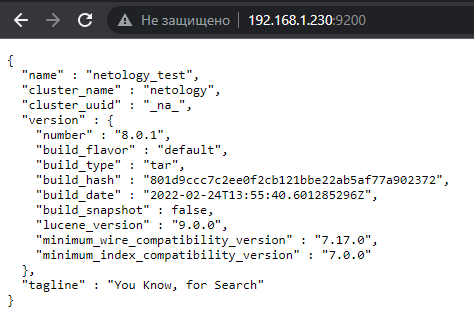 Не защищено 192.168.1.230:9200
{
"name" : "netology_test",
"cluster_name" : "netology",
"cluster_uuid" : "_na_",
"version" : {
"number" : "8.0.1",
"build_flavor" : "default",
"build_type" : "tar",
"build_hash" : "801d9ccc7c2ee0f2cb121bbe22ab5af77a902372",
"build_date" : "2022-02-24T13:55:40.601285296Z",
"build_snapshot" : false,
"lucene_version" : "9.0.0",
"minimum_wire_compatibility_version" : "7.17.0",
"minimum_index_compatibility_version" : "7.0.0"
},
"tagline" : "You Know, for Search"
}